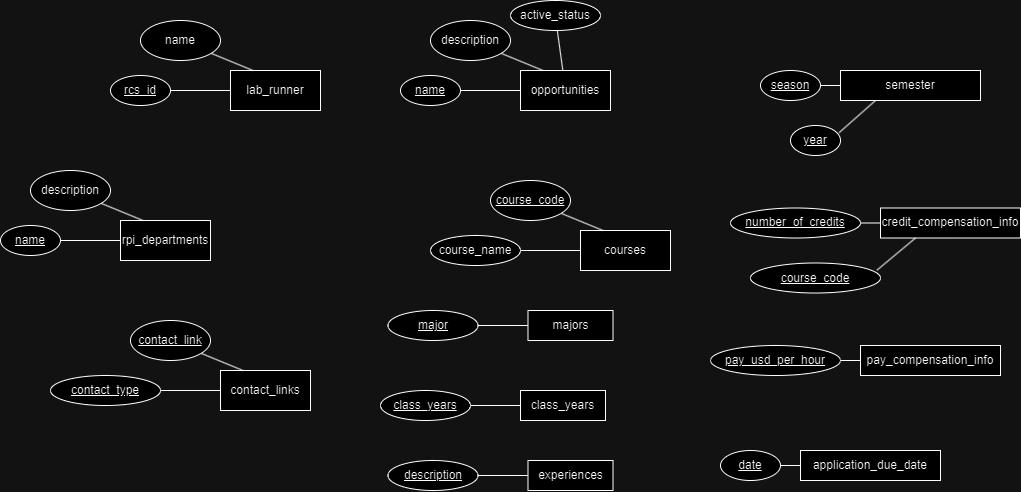 active_status
name
description
rcs_id
lab_runner
name
opportunities
season
semester
year
description
name
rpi_departments
course_code
course_name
courses
number_of_credits
credit_compensation_info
course_code
major
majors
contact_link
contact_type
contact_links
pay_usd_per_hour
pay_compensation_info
class_years
class_years
description
experiences
date
application_due_date